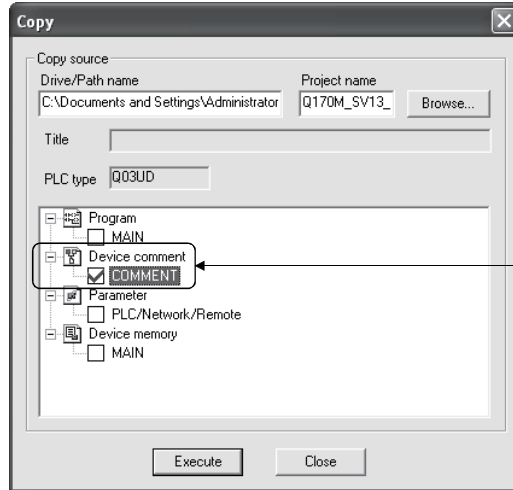 Copy
Copy source
Drive/Path name Project name
C:\Documents and Settings\Administrator Q170M_SV13_ Browse...
Title
PLC type Q03UD
Program
MAIN
Device comment
COMMENT
Parameter
PLC/Network/Remote
Device memory
MAIN
Execute Close